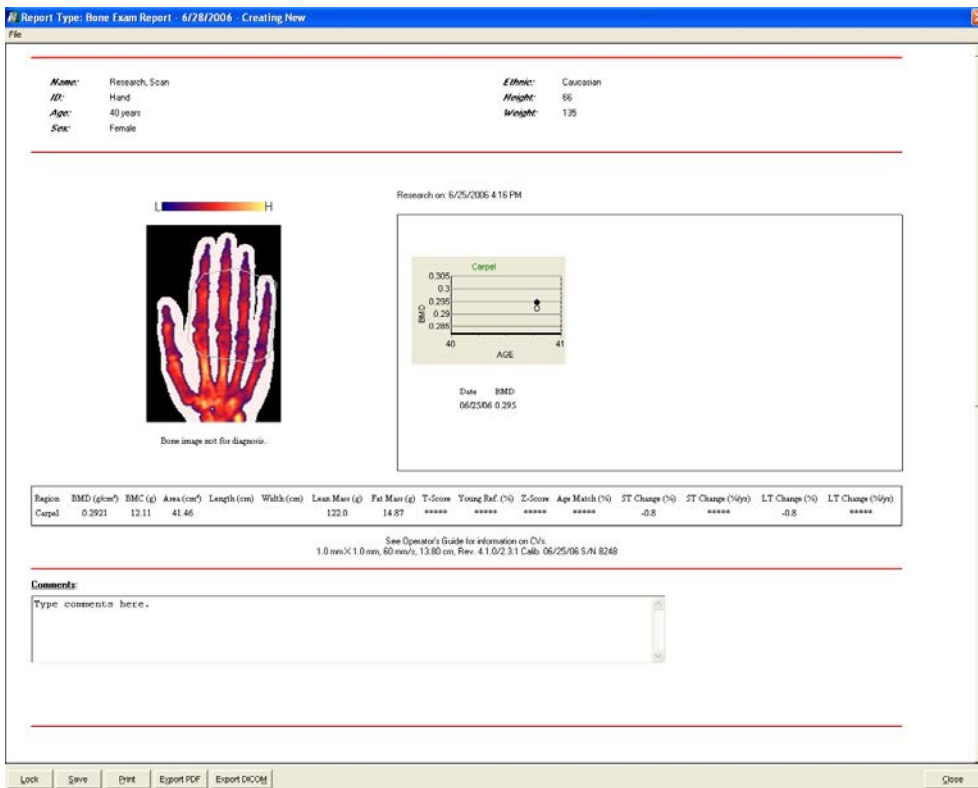 Report Type: Bone Exam Report - 6/28/2006 - Creating New
File
Name: Research, Scan
ID: Hand
Age: 40 years
Sex: Female
Ethnic: Caucasian
Height: 66
Weight: 135
L H
Bone image not for diagnosis.
Research on: 6/25/2006 4:16 PM
Carpel
0.305
0.3
0.295
0.29
0.285
BMD
40 41
AGE
Date BMD
06/25/06 0.295
Region BMD (g/cm²) BMC (g) Area (cm²) Length (cm) Width (cm) Lean Mass (g) Fat Mass (g) T-Score Young Ref. (%) Z-Score Age Match (%) ST Change (%) ST Change (%/yr) LT Change (%) LT Change (%/yr)
Carpel 0.2921 12.11 41.46 122.0 14.87 ***** ***** ***** ***** -0.8 ***** -0.8 *****
See Operator's Guide for information on CVs.
1.0 mm X 1.0 mm, 60 mm/s, 13.80 cm, Rev. 4.1.0/2.3.1 Calib. 06/25/06 S/N 8248
Comments:
Type comments here.
Lock Save Print Export PDF Export DICOM Close